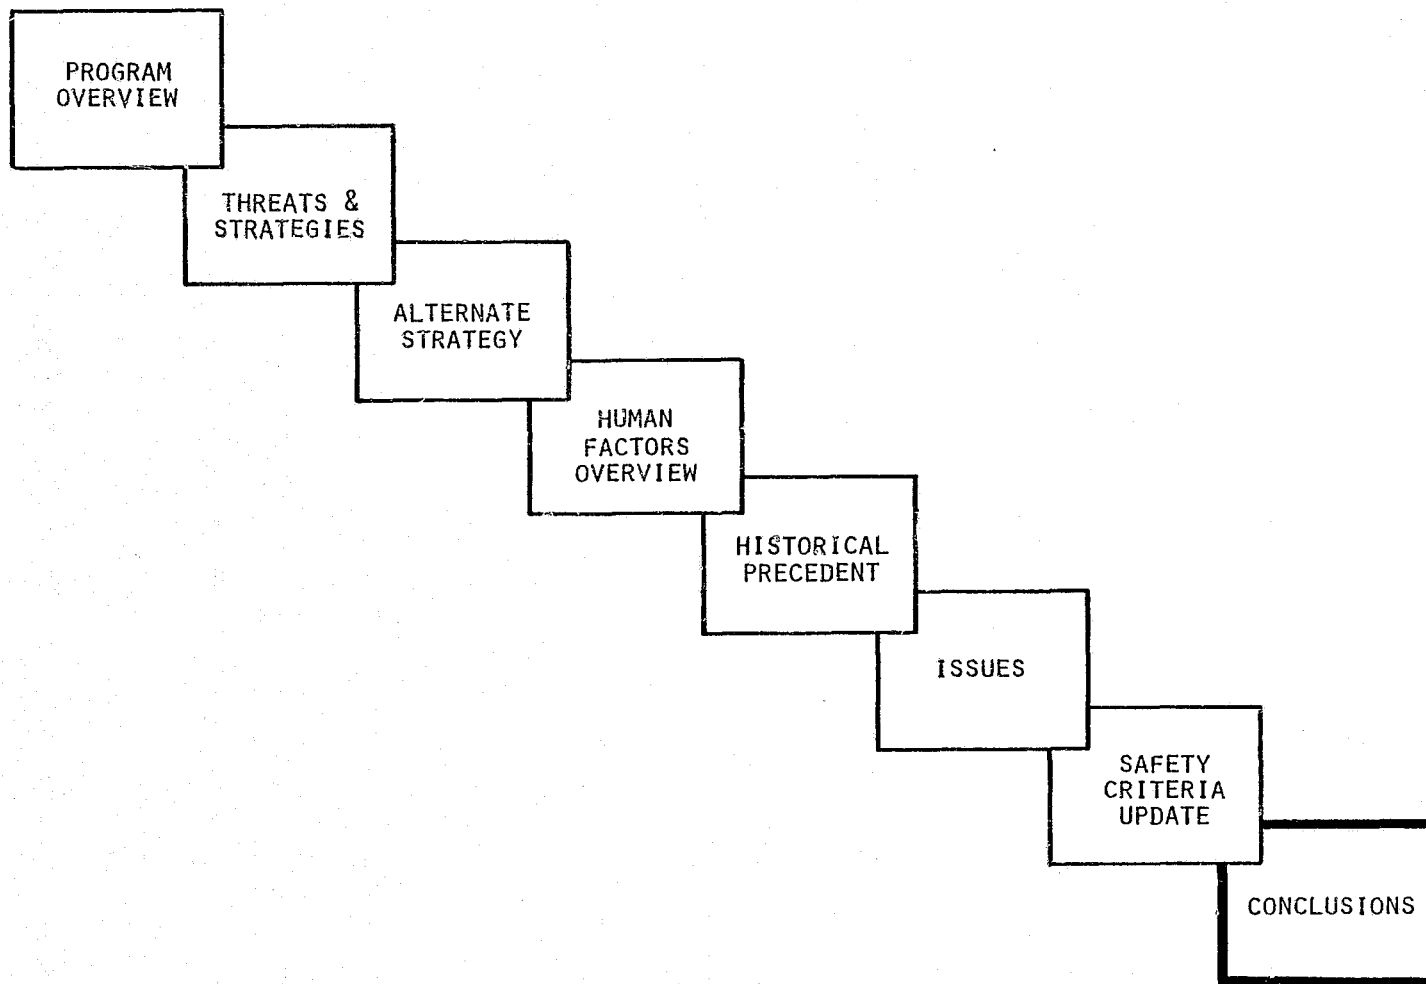 PROGRAM
OVERVIEW
THREATS &
STRATEGIES
ALTERNATE
STRATEGY
HUMAN
FACTORS
OVERVIEW
HISTORICAL
PRECEDENT
ISSUES
SAFETY
CRITERIA
UPDATE
CONCLUSIONS